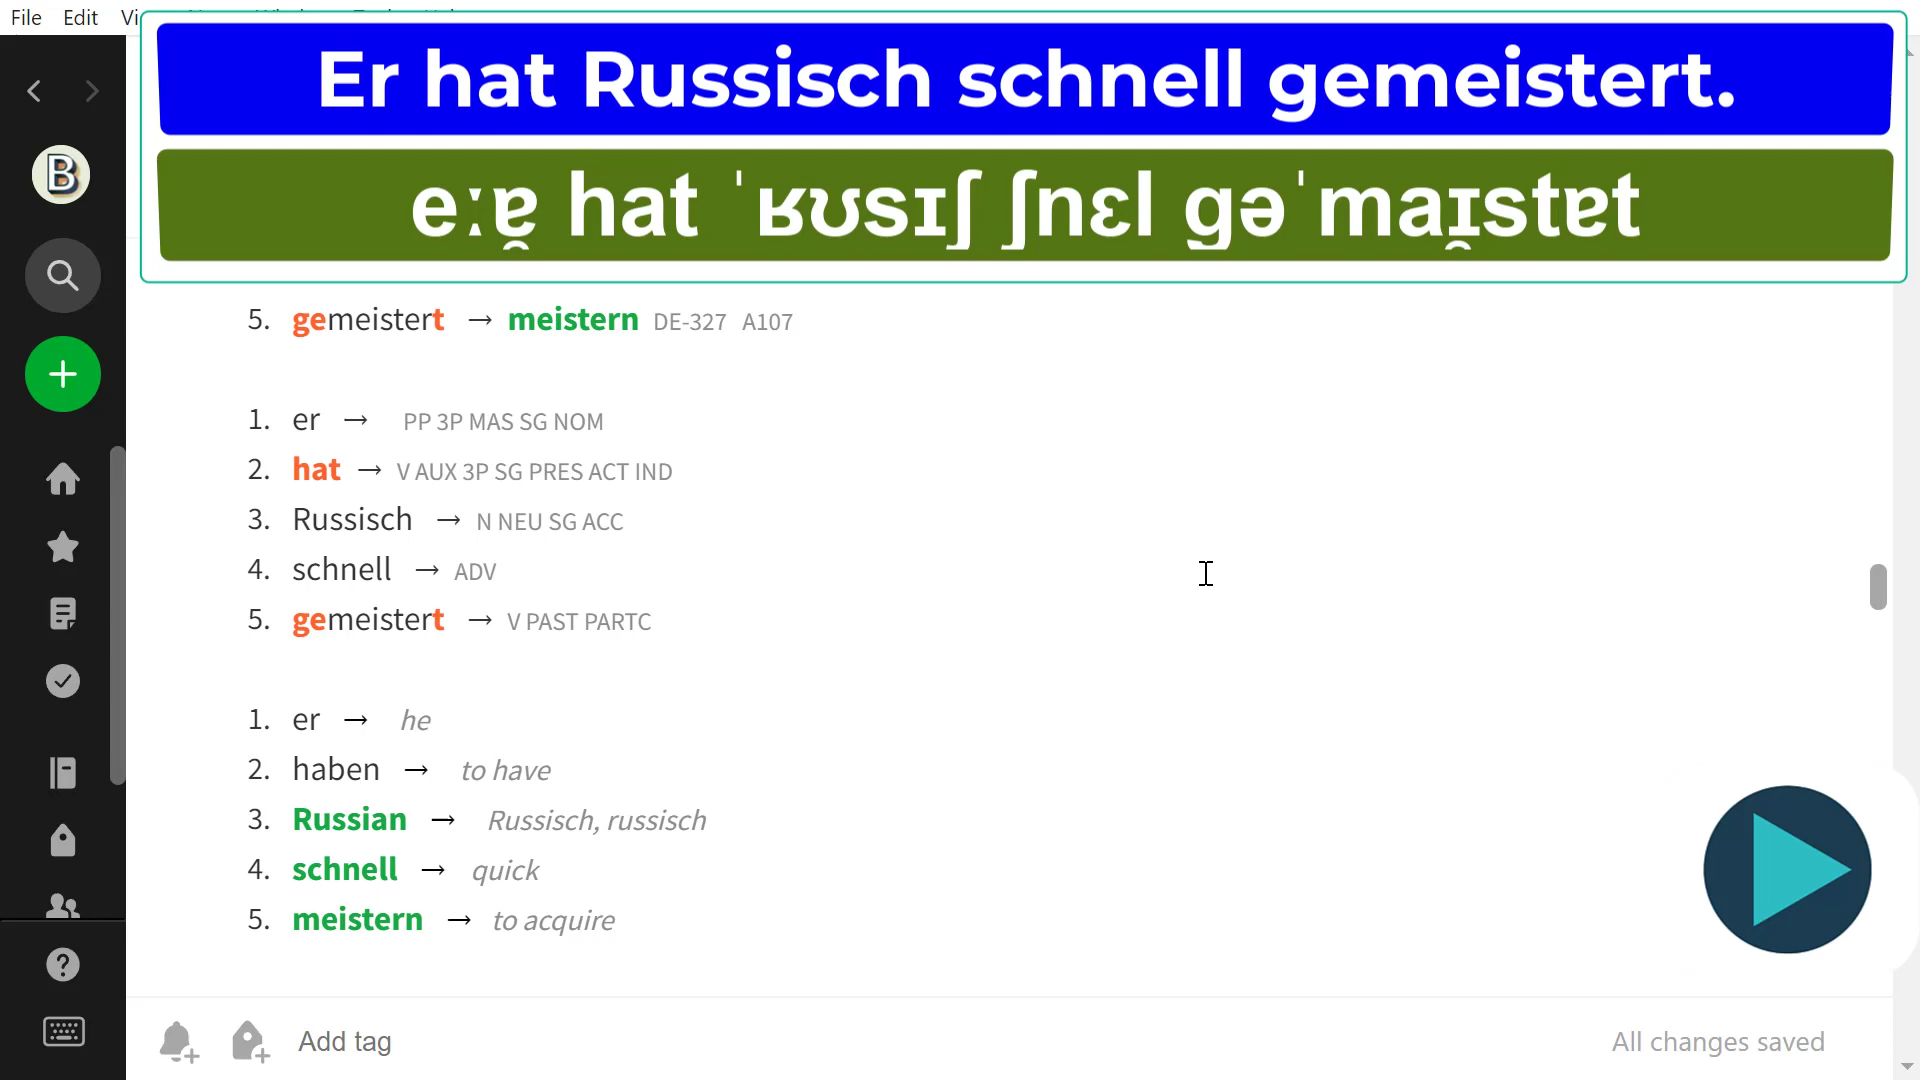 File Edit
Er hat Russisch schnell gemeistert.
eːɐ̯ hat ˈʁʊsɪʃ ʃnɛl ɡəˈmaɪ̯stɐt
B
5. gemeistert → meistern DE-327 A107
1. er → PP 3P MAS SG NOM
2. hat → V AUX 3P SG PRES ACT IND
3. Russisch → N NEU SG ACC
4. schnell → ADV
5. gemeistert → V PAST PARTC
1. er → he
2. haben → to have
3. Russian → Russisch, russisch
4. schnell → quick
5. meistern → to acquire
Add tag
All changes saved